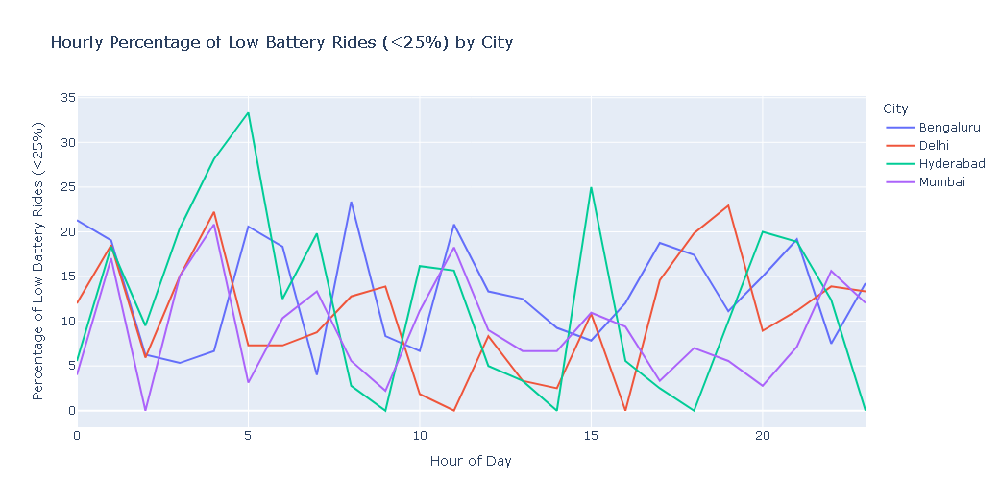 Hourly Percentage of Low Battery Rides (<25%) by City
Percentage of Low Battery Rides (<25%)
35
30
25
20
15
10
5
0
0
5
10
15
20
Hour of Day
City
Bengaluru
Delhi
Hyderabad
Mumbai